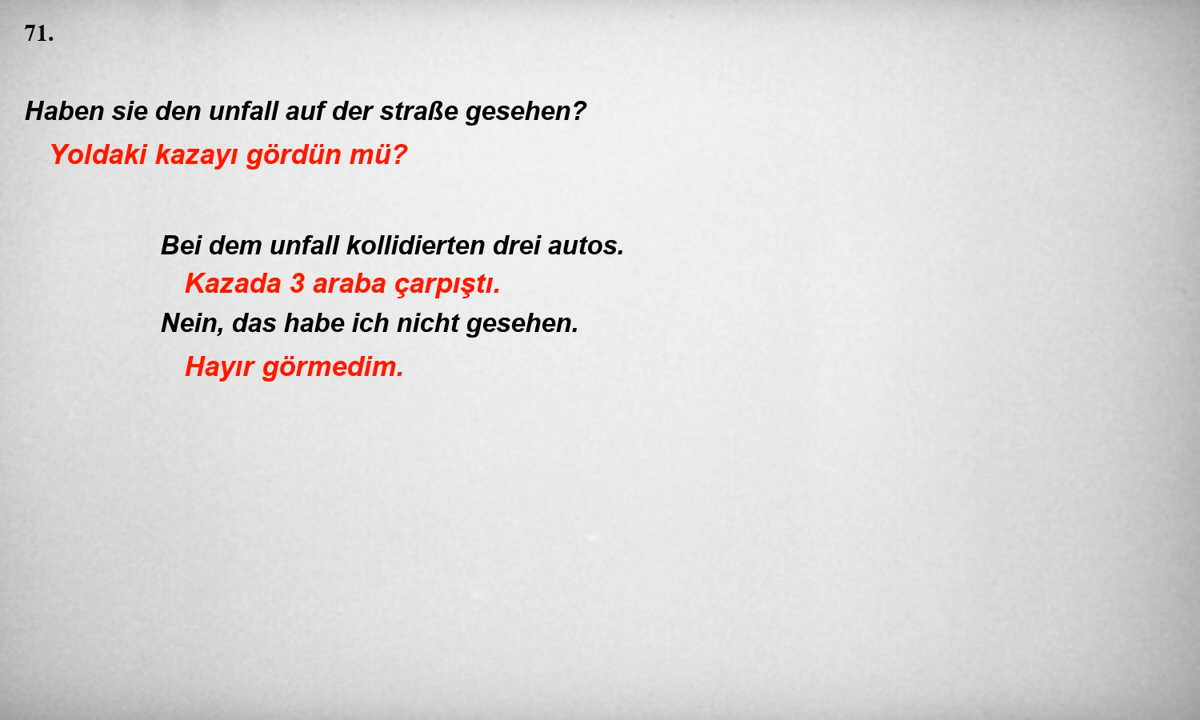 71.
Haben sie den unfall auf der straße gesehen?
Yoldaki kazayı gördün mü?
Bei dem unfall kollidierten drei autos.
Kazada 3 araba çarpıştı.
Nein, das habe ich nicht gesehen.
Hayır görmedim.